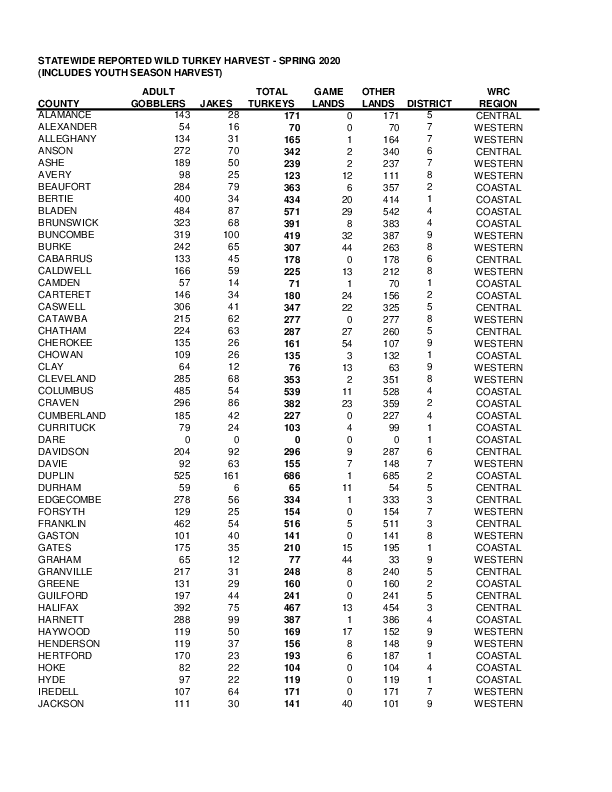 STATEWIDE REPORTED WILD TURKEY HARVEST - SPRING 2020
(INCLUDES YOUTH SEASON HARVEST)
ADULT TOTAL GAME OTHER WRC
COUNTY GOBBLERS JAKES TURKEYS LANDS LANDS DISTRICT REGION
ALAMANCE 143 28 171 0 171 5 CENTRAL
ALEXANDER 54 16 70 0 70 7 WESTERN
ALLEGHANY 134 31 165 1 164 7 WESTERN
ANSON 272 70 342 2 340 6 CENTRAL
ASHE 189 50 239 2 237 7 WESTERN
AVERY 98 25 123 12 111 8 WESTERN
BEAUFORT 284 79 363 6 357 2 COASTAL
BERTIE 400 34 434 20 414 1 COASTAL
BLADEN 484 87 571 29 542 4 COASTAL
BRUNSWICK 323 68 391 8 383 4 COASTAL
BUNCOMBE 319 100 419 32 387 9 WESTERN
BURKE 242 65 307 44 263 8 WESTERN
CABARRUS 133 45 178 0 178 6 CENTRAL
CALDWELL 166 59 225 13 212 8 WESTERN
CAMDEN 57 14 71 1 70 1 COASTAL
CARTERET 146 34 180 24 156 2 COASTAL
CASWELL 306 41 347 22 325 5 CENTRAL
CATAWBA 215 62 277 0 277 8 WESTERN
CHATHAM 224 63 287 27 260 5 CENTRAL
CHEROKEE 135 26 161 54 107 9 WESTERN
CHOWAN 109 26 135 3 132 1 COASTAL
CLAY 64 12 76 13 63 9 WESTERN
CLEVELAND 285 68 353 2 351 8 WESTERN
COLUMBUS 485 54 539 11 528 4 COASTAL
CRAVEN 296 86 382 23 359 2 COASTAL
CUMBERLAND 185 42 227 0 227 4 COASTAL
CURRITUCK 79 24 103 4 99 1 COASTAL
DARE 0 0 0 0 0 1 COASTAL
DAVIDSON 204 92 296 9 287 6 CENTRAL
DAVIE 92 63 155 7 148 7 WESTERN
DUPLIN 525 161 686 1 685 2 COASTAL
DURHAM 59 6 65 11 54 5 CENTRAL
EDGECOMBE 278 56 334 1 333 3 CENTRAL
FORSYTH 129 25 154 0 154 7 WESTERN
FRANKLIN 462 54 516 5 511 3 CENTRAL
GASTON 101 40 141 0 141 8 WESTERN
GATES 175 35 210 15 195 1 COASTAL
GRAHAM 65 12 77 44 33 9 WESTERN
GRANVILLE 217 31 248 8 240 5 CENTRAL
GREENE 131 29 160 0 160 2 COASTAL
GUILFORD 197 44 241 0 241 5 CENTRAL
HALIFAX 392 75 467 13 454 3 CENTRAL
HARNETT 288 99 387 1 386 4 COASTAL
HAYWOOD 119 50 169 17 152 9 WESTERN
HENDERSON 119 37 156 8 148 9 WESTERN
HERTFORD 170 23 193 6 187 1 COASTAL
HOKE 82 22 104 0 104 4 COASTAL
HYDE 97 22 119 0 119 1 COASTAL
IREDELL 107 64 171 0 171 7 WESTERN
JACKSON 111 30 141 40 101 9 WESTERN